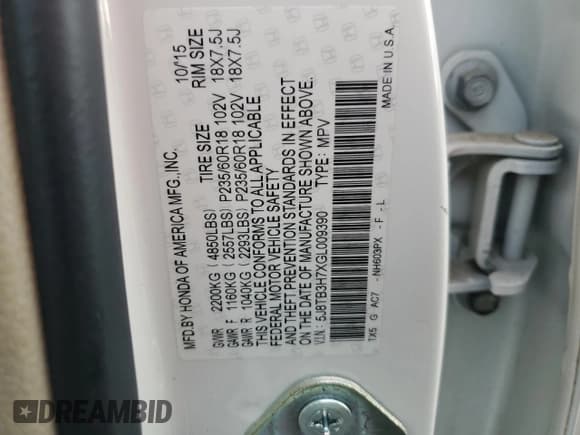 MFD.BY HONDA OF AMERICA MFG.,INC. 10/15
TIRE SIZE RIM SIZE
GVWR 2200KG (4850LBS) P235/60R18 102V 18X7.5J
GAWR F 1160KG (2557LBS) P235/60R18 102V 18X7.5J
GAWR R 1040KG (2293LBS)
THIS VEHICLE CONFORMS TO ALL APPLICABLE
FEDERAL MOTOR VEHICLE SAFETY
AND THEFT PREVENTION STANDARDS IN EFFECT
ON THE DATE OF MANUFACTURE SHOWN ABOVE.
V.I.N.: 5J8TB3H7XGL009390 TYPE: MPV
TX5 G AC7 -NH603PX -F -L
MADE IN U.S.A.
DREAMBID